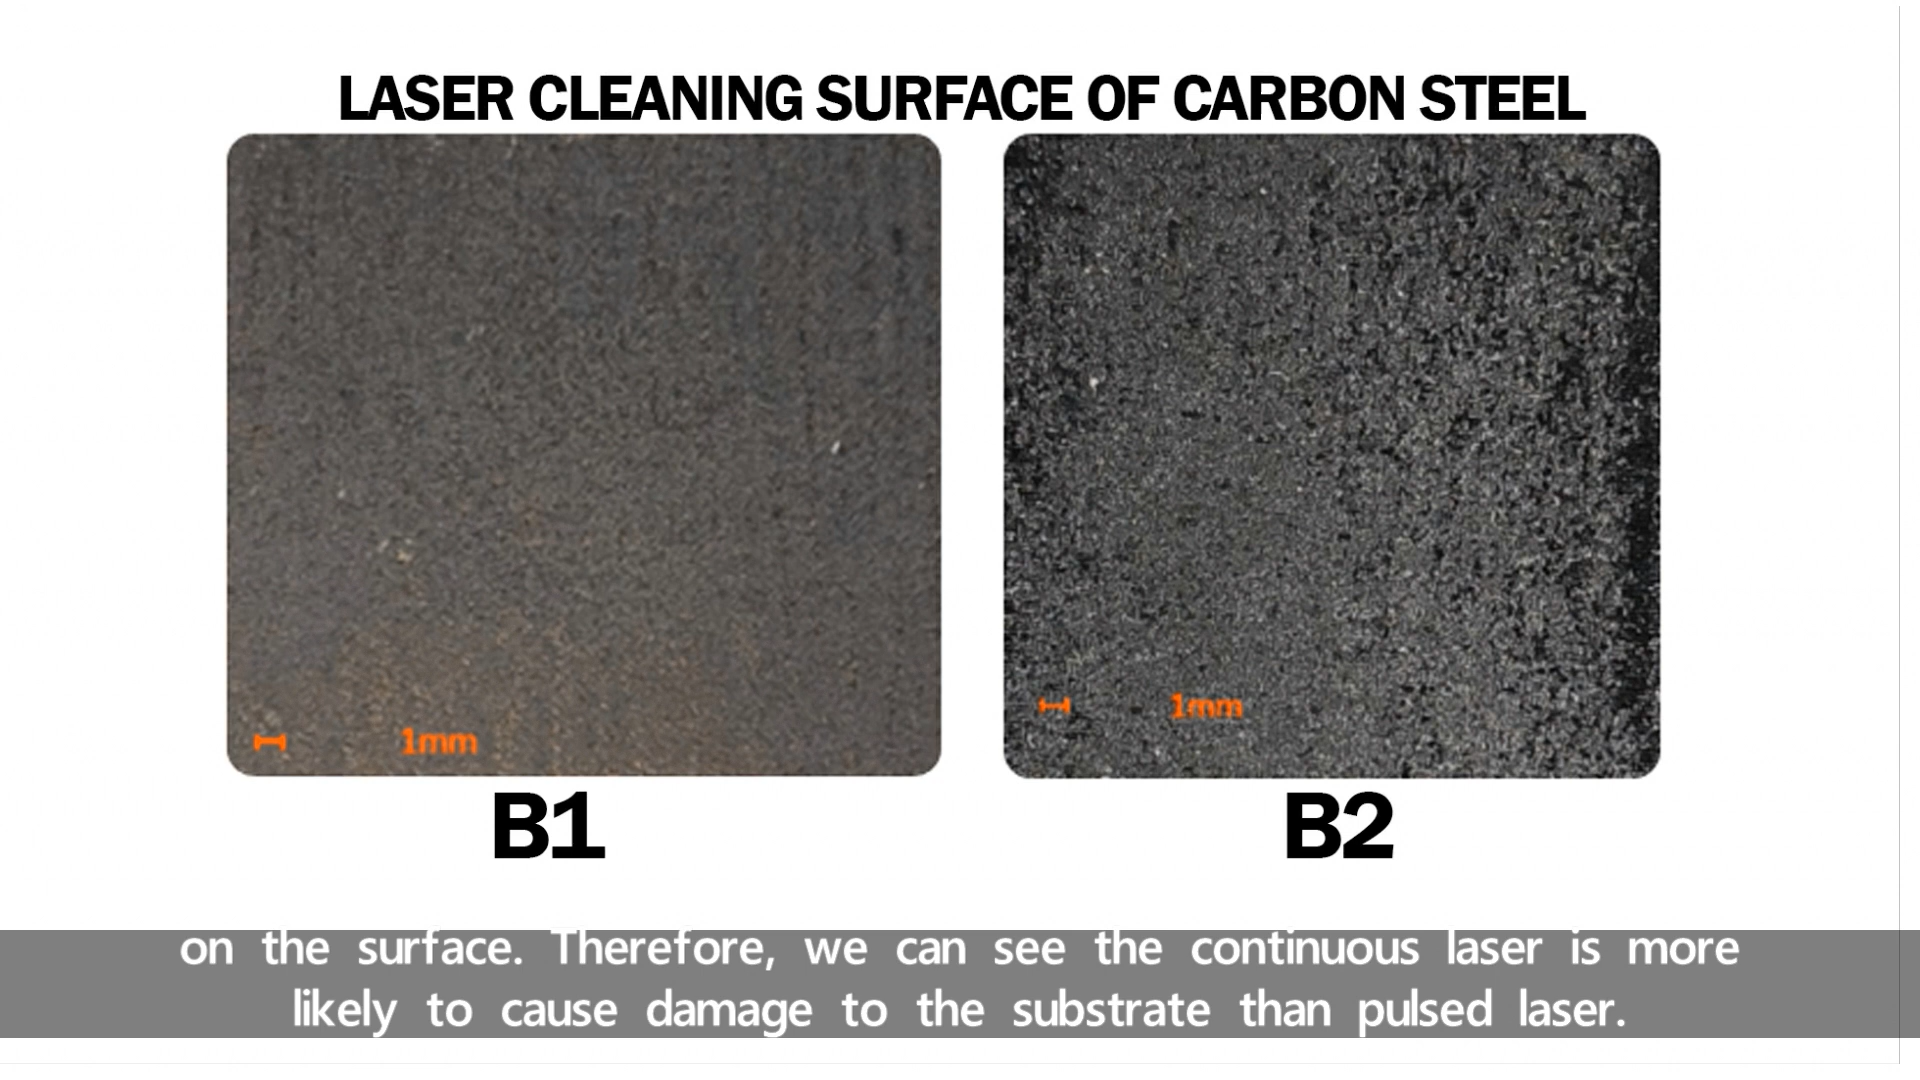 LASER CLEANING SURFACE OF CARBON STEEL
1mm
1mm
B1
B2
on the surface. Therefore, we can see the continuous laser is more
likely to cause damage to the substrate than pulsed laser.